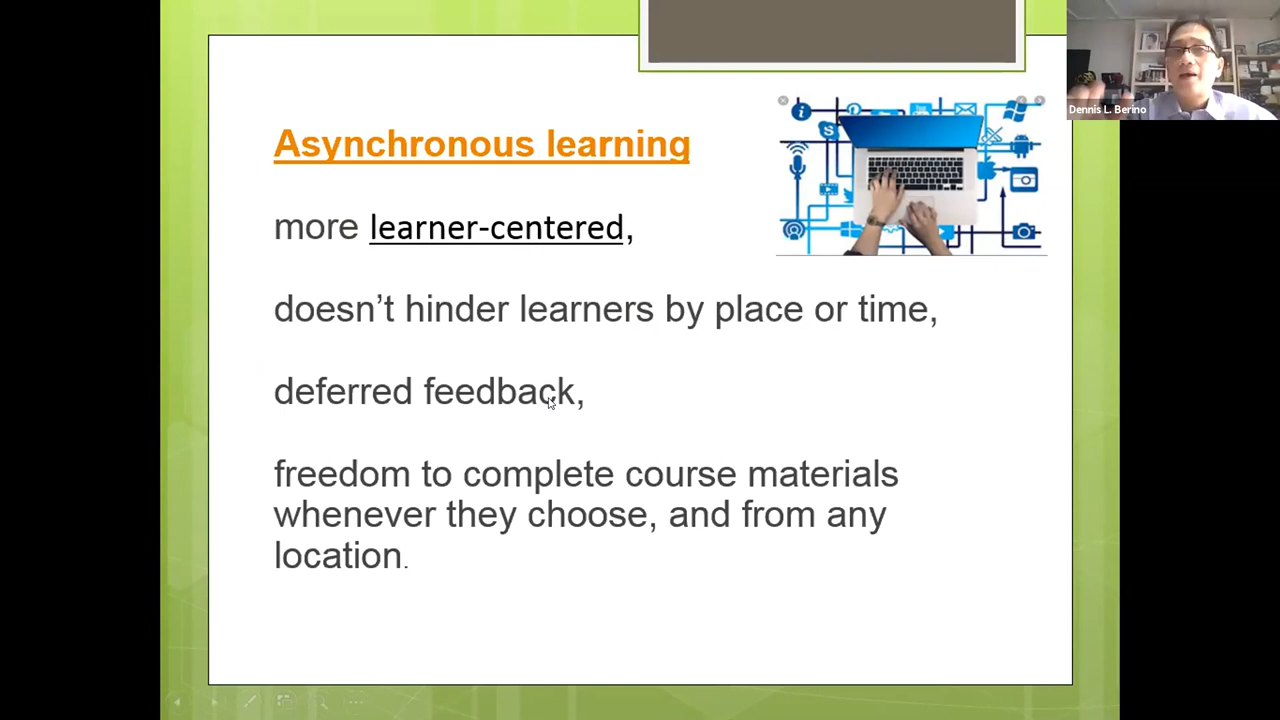 Asynchronous learning
more learner-centered,
doesn’t hinder learners by place or time,
deferred feedback,
freedom to complete course materials
whenever they choose, and from any
location.
Dennis L. Berino